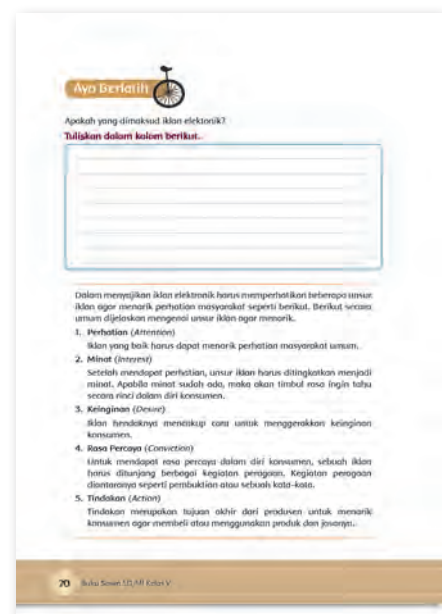 Ayo Berlatih
Apakah yang dimaksud iklan elektonik?
Tuliskan dalam kolom berikut.
Dalam menyajikan iklan elektronik harus memperhatikan beberapa unsur
iklan agar menarik perhatian masyarakat seperti berikut. Berikut secara
umum dijelaskan mengenai unsur iklan agar menarik.
1. Perhatian (Attention)
Iklan yang baik harus dapat menarik perhatian masyarakat umum.
2. Minat (Interest)
Setelah mendapat perhatian, unsur iklan harus ditingkatkan menjadi
minat. Apabila minat sudah ada, maka akan timbul rasa ingin tahu
secara rinci dalam diri konsumen.
3. Keinginan (Desire)
Iklan hendaknya mencakup cara untuk menggerakkan keinginan
konsumen.
4. Rasa Percaya (Conviction)
Untuk mendapat rasa percaya dalam diri konsumen, sebuah iklan
harus ditunjang berbagai kegiatan peragaan. Kegiatan peragaan
diantaranya seperti pembuktian atau sebuah kata-kata.
5. Tindakan (Action)
Tindakan merupakan tujuan akhir dari produsen untuk menarik
konsumen agar membeli atau menggunakan produk dan jasanya.
70 Buku Siswa SD/MI Kelas V